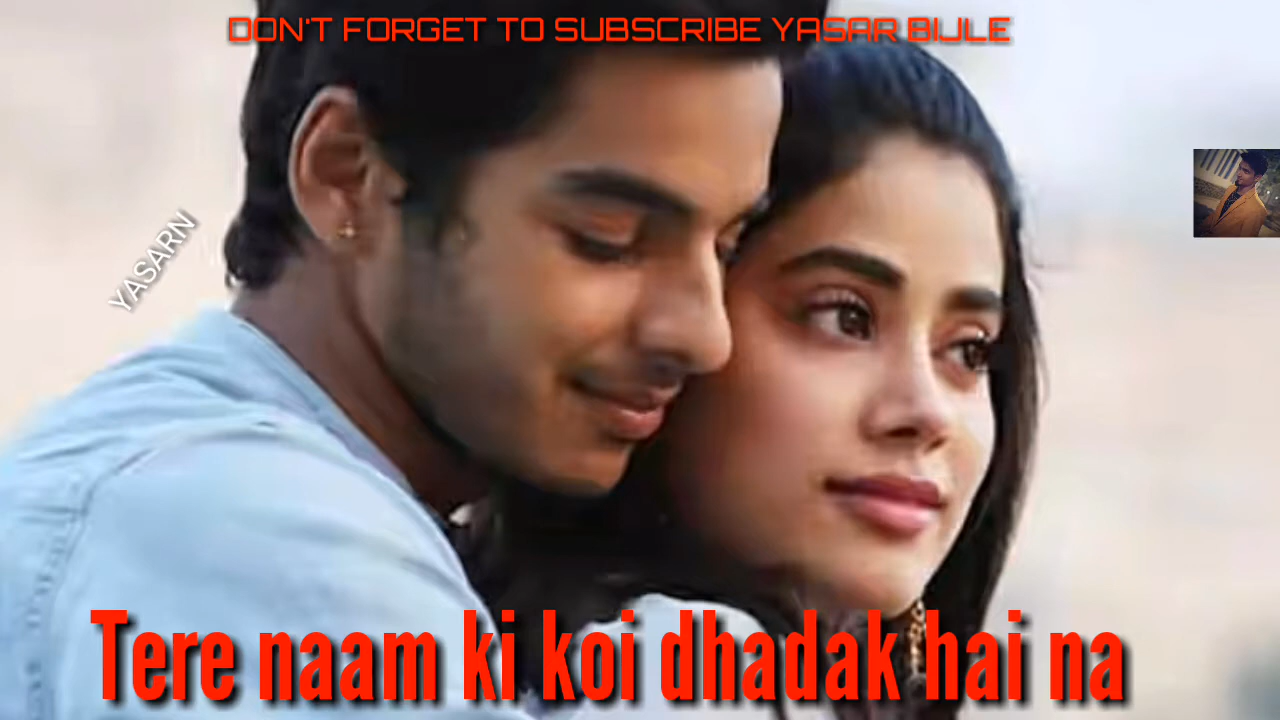 DON'T FORGET TO SUBSCRIBE YASAR BIJLE
YASARN
Tere naam ki koi dhadak hai na